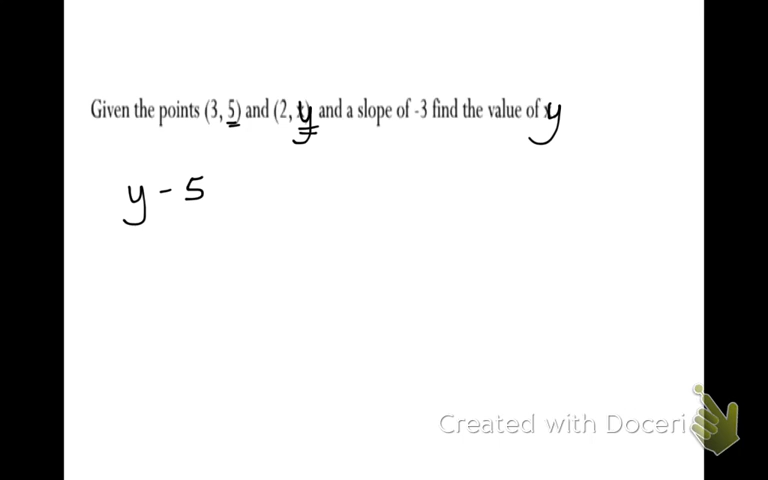 Given the points (3, 5) and (2, y) and a slope of -3 find the value of y
y - 5
Created with Doceri